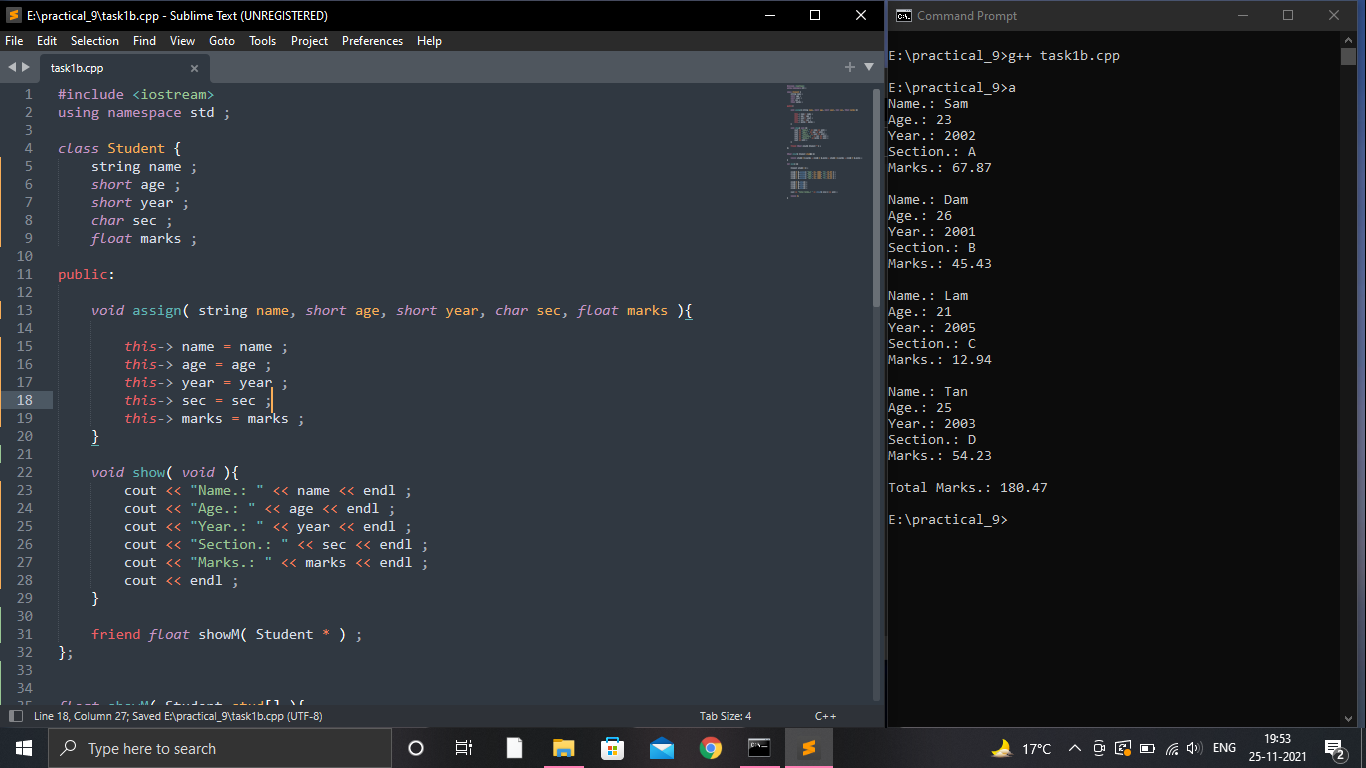 E:\practical_9\task1b.cpp - Sublime Text (UNREGISTERED)
File Edit Selection Find View Goto Tools Project Preferences Help
task1b.cpp
1 #include <iostream>
2 using namespace std ;
3
4 class Student {
5 string name ;
6 short age ;
7 short year ;
8 char sec ;
9 float marks ;
10
11 public:
12
13 void assign( string name, short age, short year, char sec, float marks ){
14
15 this-> name = name ;
16 this-> age = age ;
17 this-> year = year ;
18 this-> sec = sec ;
19 this-> marks = marks ;
20 }
21
22 void show( void ){
23 cout << "Name.: " << name << endl ;
24 cout << "Age.: " << age << endl ;
25 cout << "Year.: " << year << endl ;
26 cout << "Section.: " << sec << endl ;
27 cout << "Marks.: " << marks << endl ;
28 cout << endl ;
29 }
30
31 friend float showM( Student * ) ;
32 };
33
34
35 float showM( Student stud[] ){
Line 18, Column 27; Saved E:\practical_9\task1b.cpp (UTF-8)
Tab Size: 4
C++
Command Prompt
E:\practical_9>g++ task1b.cpp
E:\practical_9>a
Name.: Sam
Age.: 23
Year.: 2002
Section.: A
Marks.: 67.87
Name.: Dam
Age.: 26
Year.: 2001
Section.: B
Marks.: 45.43
Name.: Lam
Age.: 21
Year.: 2005
Section.: C
Marks.: 12.94
Name.: Tan
Age.: 25
Year.: 2003
Section.: D
Marks.: 54.23
Total Marks.: 180.47
E:\practical_9>
Type here to search
17°C
ENG
19:53
25-11-2021
2